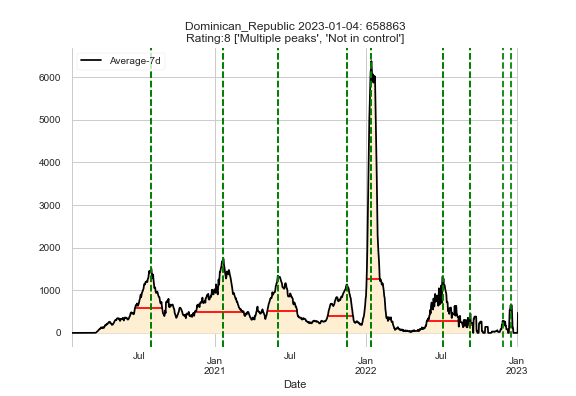 Dominican_Republic 2023-01-04: 658863
Rating:8 ['Multiple peaks', 'Not in control']
Average-7d
6000
5000
4000
3000
2000
1000
0
Jul
Jan
2021
Jul
Jan
2022
Jul
Jan
2023
Date